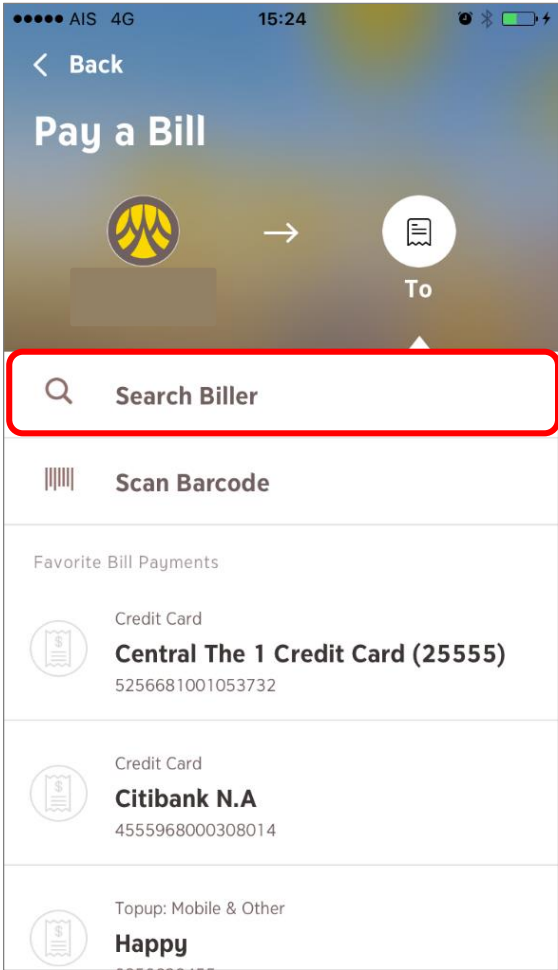 AIS 4G 15:24
Back
Pay a Bill
To
Search Biller
Scan Barcode
Favorite Bill Payments
Credit Card
Central The 1 Credit Card (25555)
5256681001053732
Credit Card
Citibank N.A
4555968000308014
Topup: Mobile & Other
Happy